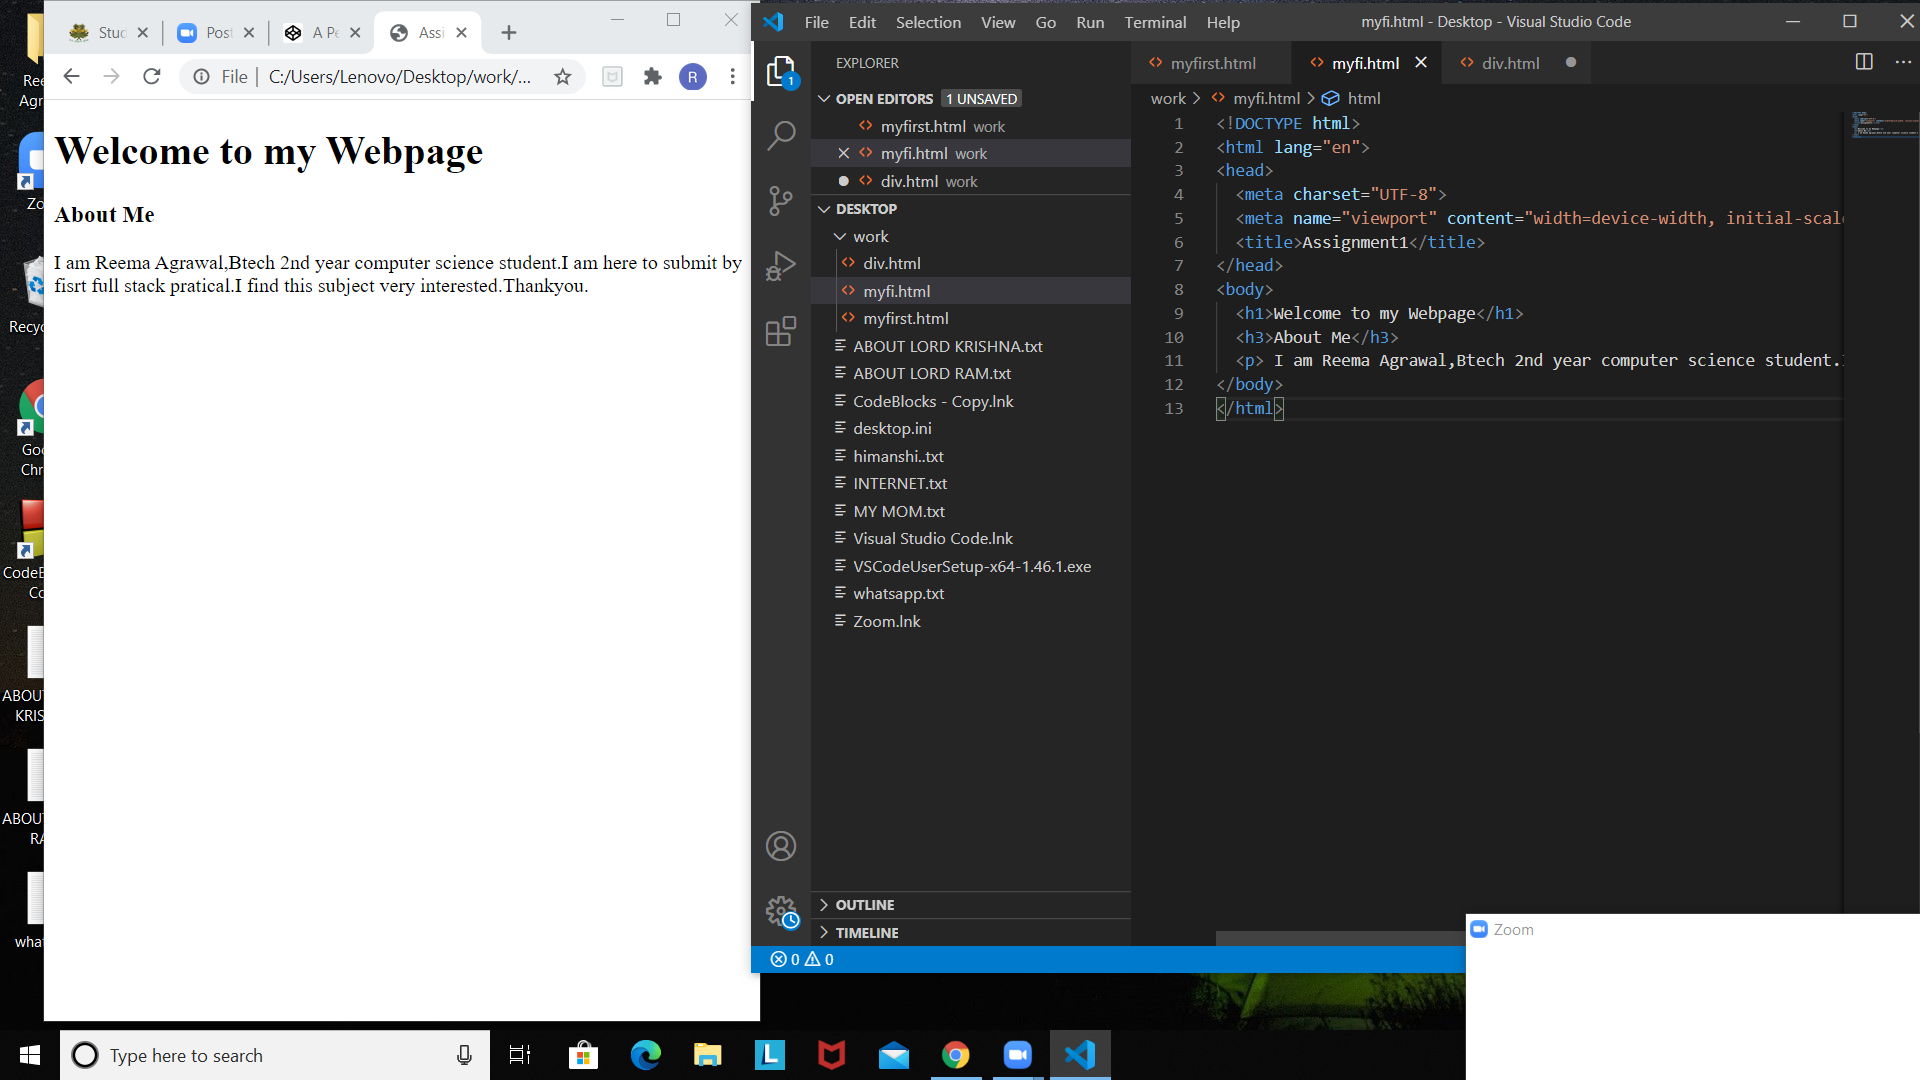 Stud
Post
A Pe
Assi
File
C:/Users/Lenovo/Desktop/work/...
R
Welcome to my Webpage
About Me
I am Reema Agrawal,Btech 2nd year computer science student.I am here to submit by
fisrt full stack pratical.I find this subject very interested.Thankyou.
File Edit Selection View Go Run Terminal Help
myfi.html - Desktop - Visual Studio Code
1
EXPLORER
OPEN EDITORS 1 UNSAVED
myfirst.html work
myfi.html work
div.html work
DESKTOP
work
div.html
myfi.html
myfirst.html
ABOUT LORD KRISHNA.txt
ABOUT LORD RAM.txt
CodeBlocks - Copy.lnk
desktop.ini
himanshi..txt
INTERNET.txt
MY MOM.txt
Visual Studio Code.lnk
VSCodeUserSetup-x64-1.46.1.exe
whatsapp.txt
Zoom.lnk
OUTLINE
TIMELINE
0 0
myfirst.html myfi.html div.html
work > myfi.html > html
1 <!DOCTYPE html>
2 <html lang="en">
3 <head>
4 <meta charset="UTF-8">
5 <meta name="viewport" content="width=device-width, initial-scale
6 <title>Assignment1</title>
7 </head>
8 <body>
9 <h1>Welcome to my Webpage</h1>
10 <h3>About Me</h3>
11 <p> I am Reema Agrawal,Btech 2nd year computer science student.
12 </body>
13 </html>
Zoom
Ree
Agr
Zo
Recyc
Goo
Chr
CodeB
Co
ABOUT
KRIS
ABOUT
RA
what
Type here to search
L